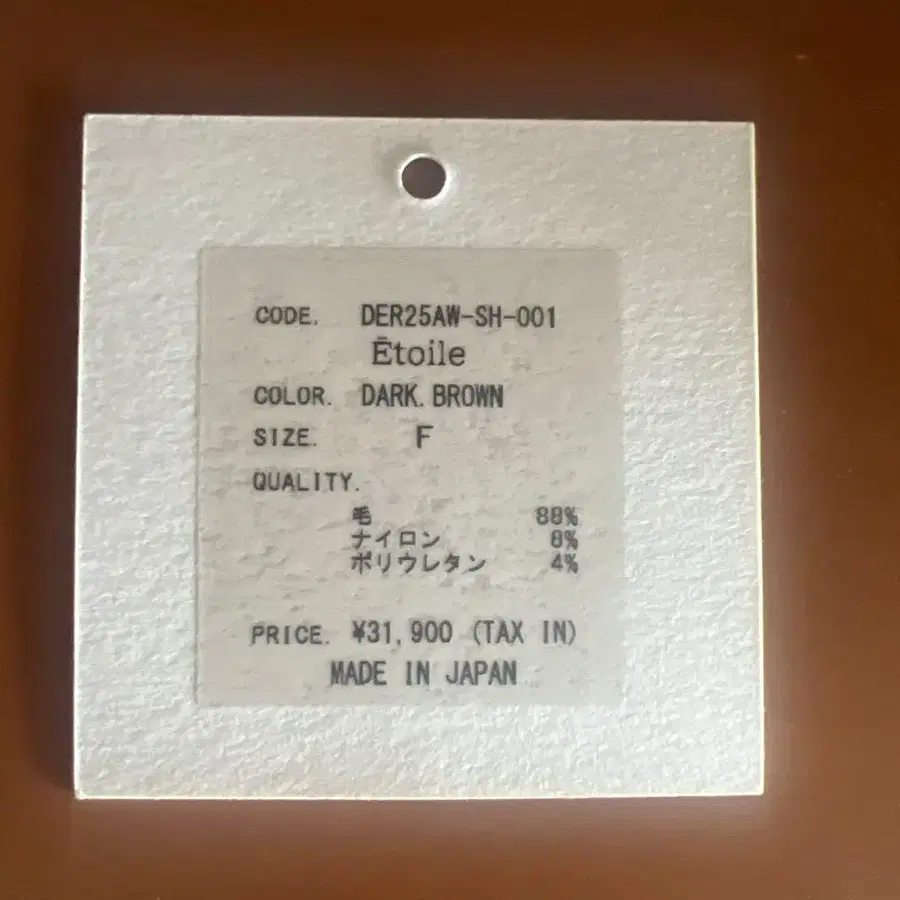 CODE. DER25AW-SH-001
Ētoile
COLOR. DARK. BROWN
SIZE. F
QUALITY.
毛 88%
ナイロン 8%
ポリウレタン 4%
PRICE. ¥31,900 (TAX IN)
MADE IN JAPAN